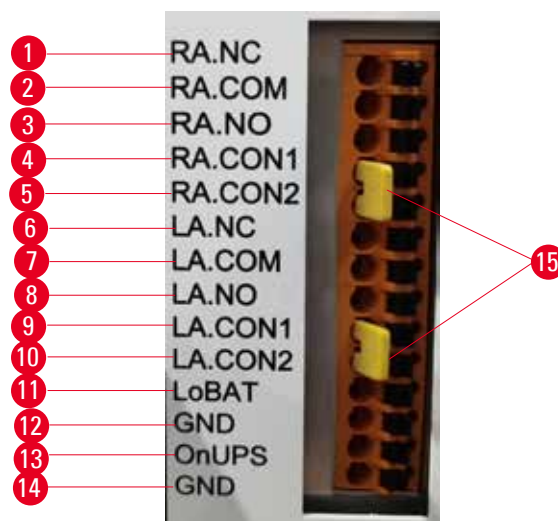 1 RA.NC
2 RA.COM
3 RA.NO
4 RA.CON1
5 RA.CON2
6 LA.NC
7 LA.COM
15
8 LA.NO
9 LA.CON1
10 LA.CON2
11 LoBAT
12 GND
13 OnUPS
14 GND